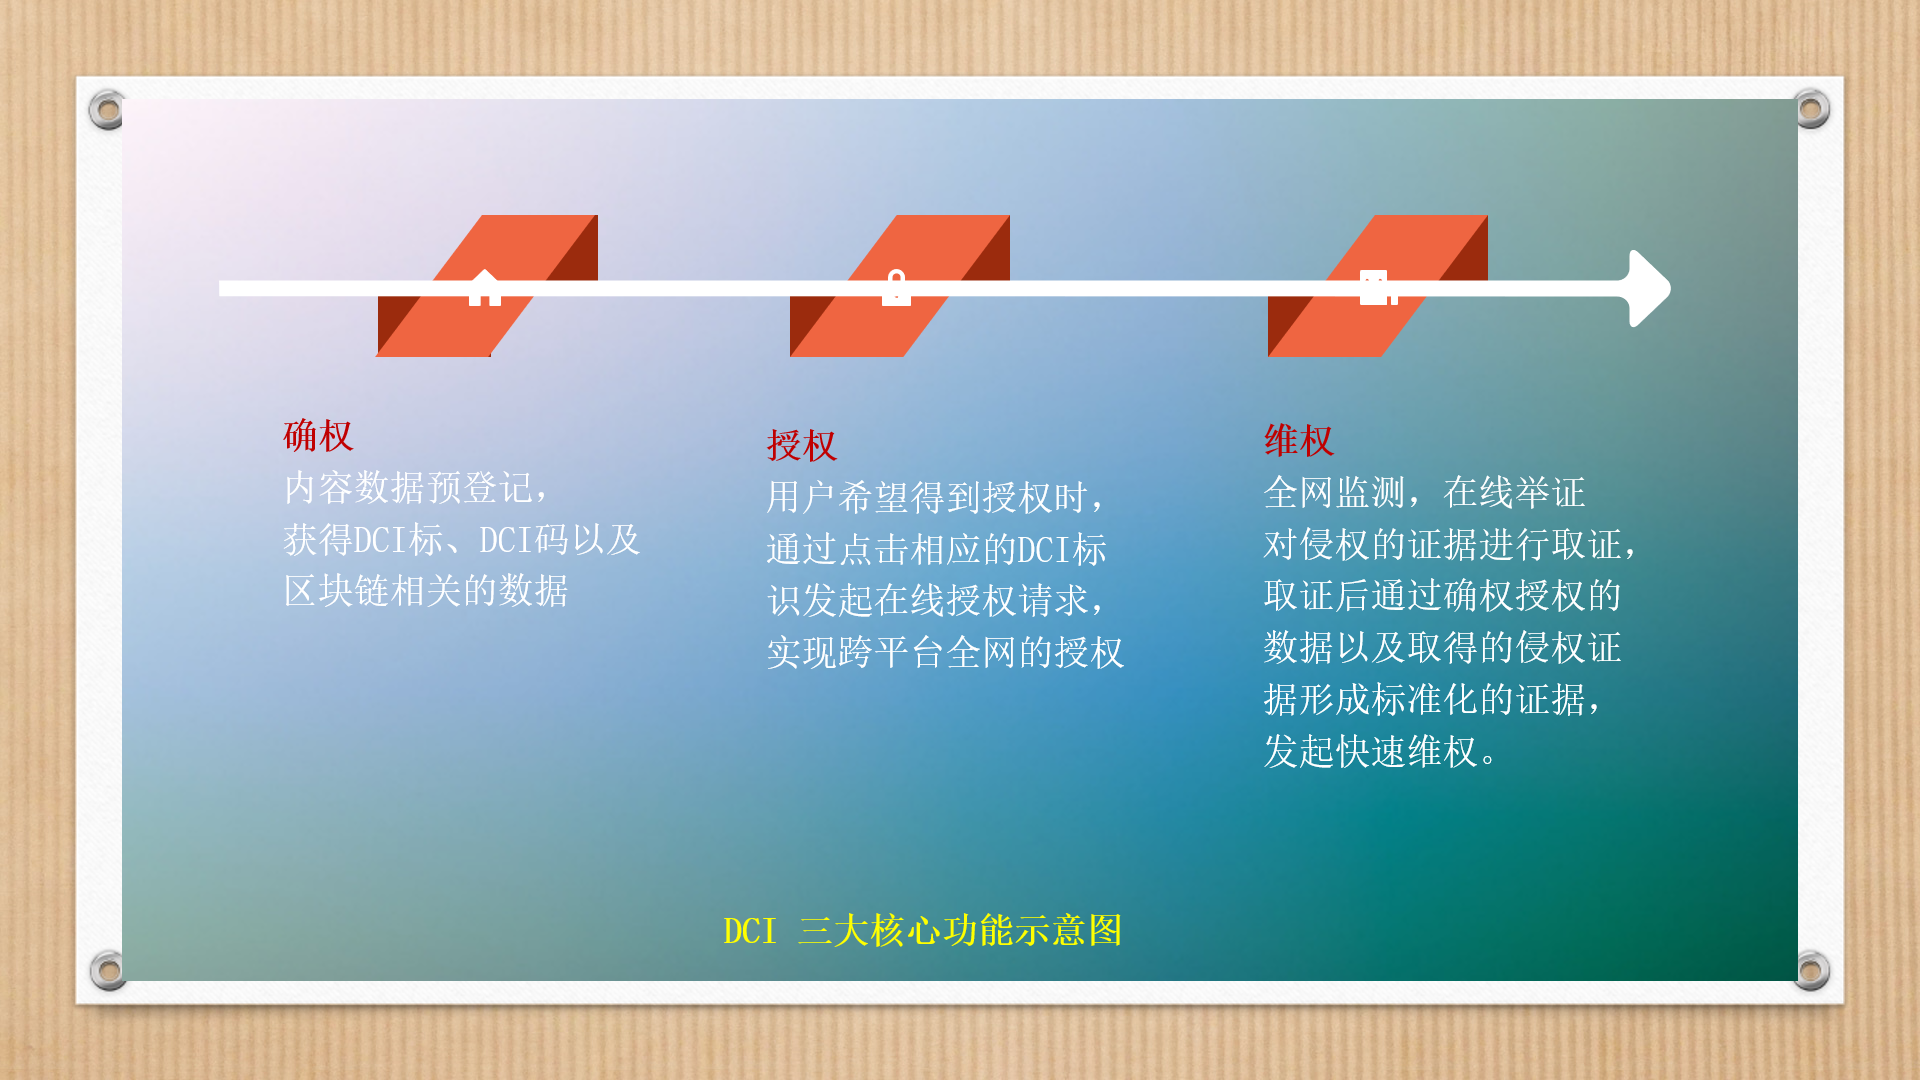 确权
内容数据预登记，
获得DCI标、DCI码以及
区块链相关的数据
授权
用户希望得到授权时，
通过点击相应的DCI标
识发起在线授权请求，
实现跨平台全网的授权
维权
全网监测，在线举证
对侵权的证据进行取证，
取证后通过确权授权的
数据以及取得的侵权证
据形成标准化的证据，
发起快速维权。
DCI 三大核心功能示意图